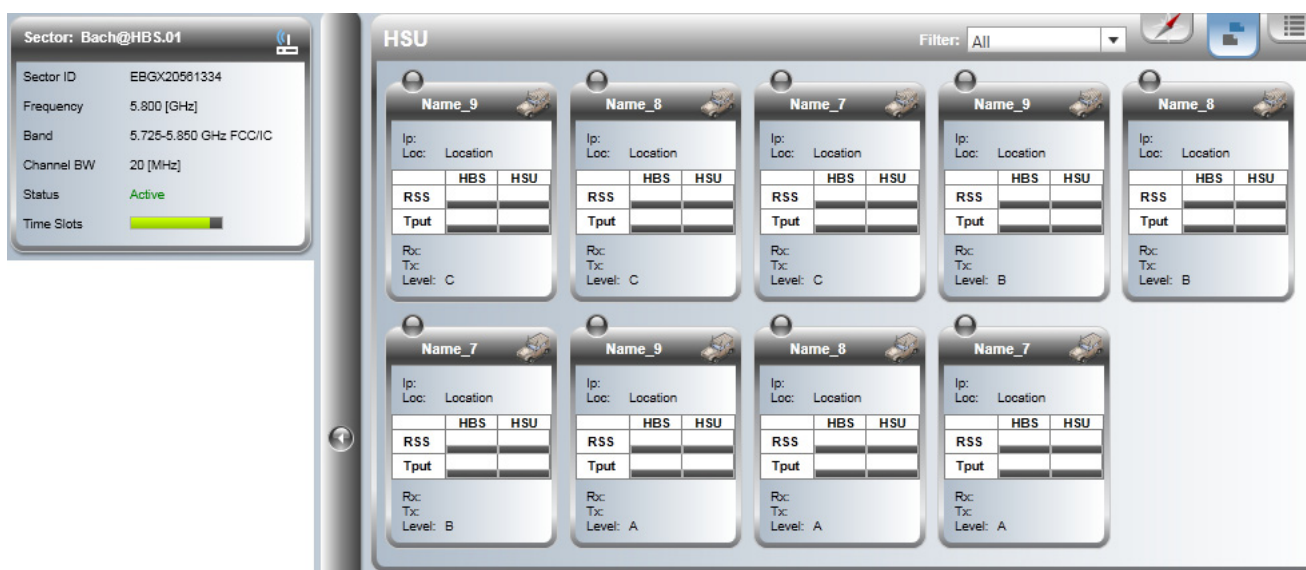 Sector: Bach@HBS.01
Sector ID EBGX20561334
Frequency 5.800 [GHz]
Band 5.725-5.850 GHz FCC/IC
Channel BW 20 [MHz]
Status Active
Time Slots
HSU Filter: All
Name_9 Name_8 Name_7 Name_9 Name_8
Ip: Ip: Ip: Ip: Ip:
Loc: Location Loc: Location Loc: Location Loc: Location Loc: Location
HBS HSU HBS HSU HBS HSU HBS HSU HBS HSU
RSS RSS RSS RSS RSS
Tput Tput Tput Tput Tput
Rx: Rx: Rx: Rx: Rx:
Tx: Tx: Tx: Tx: Tx:
Level: C Level: C Level: C Level: B Level: B
Name_7 Name_9 Name_8 Name_7
Ip: Ip: Ip: Ip:
Loc: Location Loc: Location Loc: Location Loc: Location
HBS HSU HBS HSU HBS HSU HBS HSU
RSS RSS RSS RSS
Tput Tput Tput Tput
Rx: Rx: Rx: Rx:
Tx: Tx: Tx: Tx:
Level: B Level: A Level: A Level: A